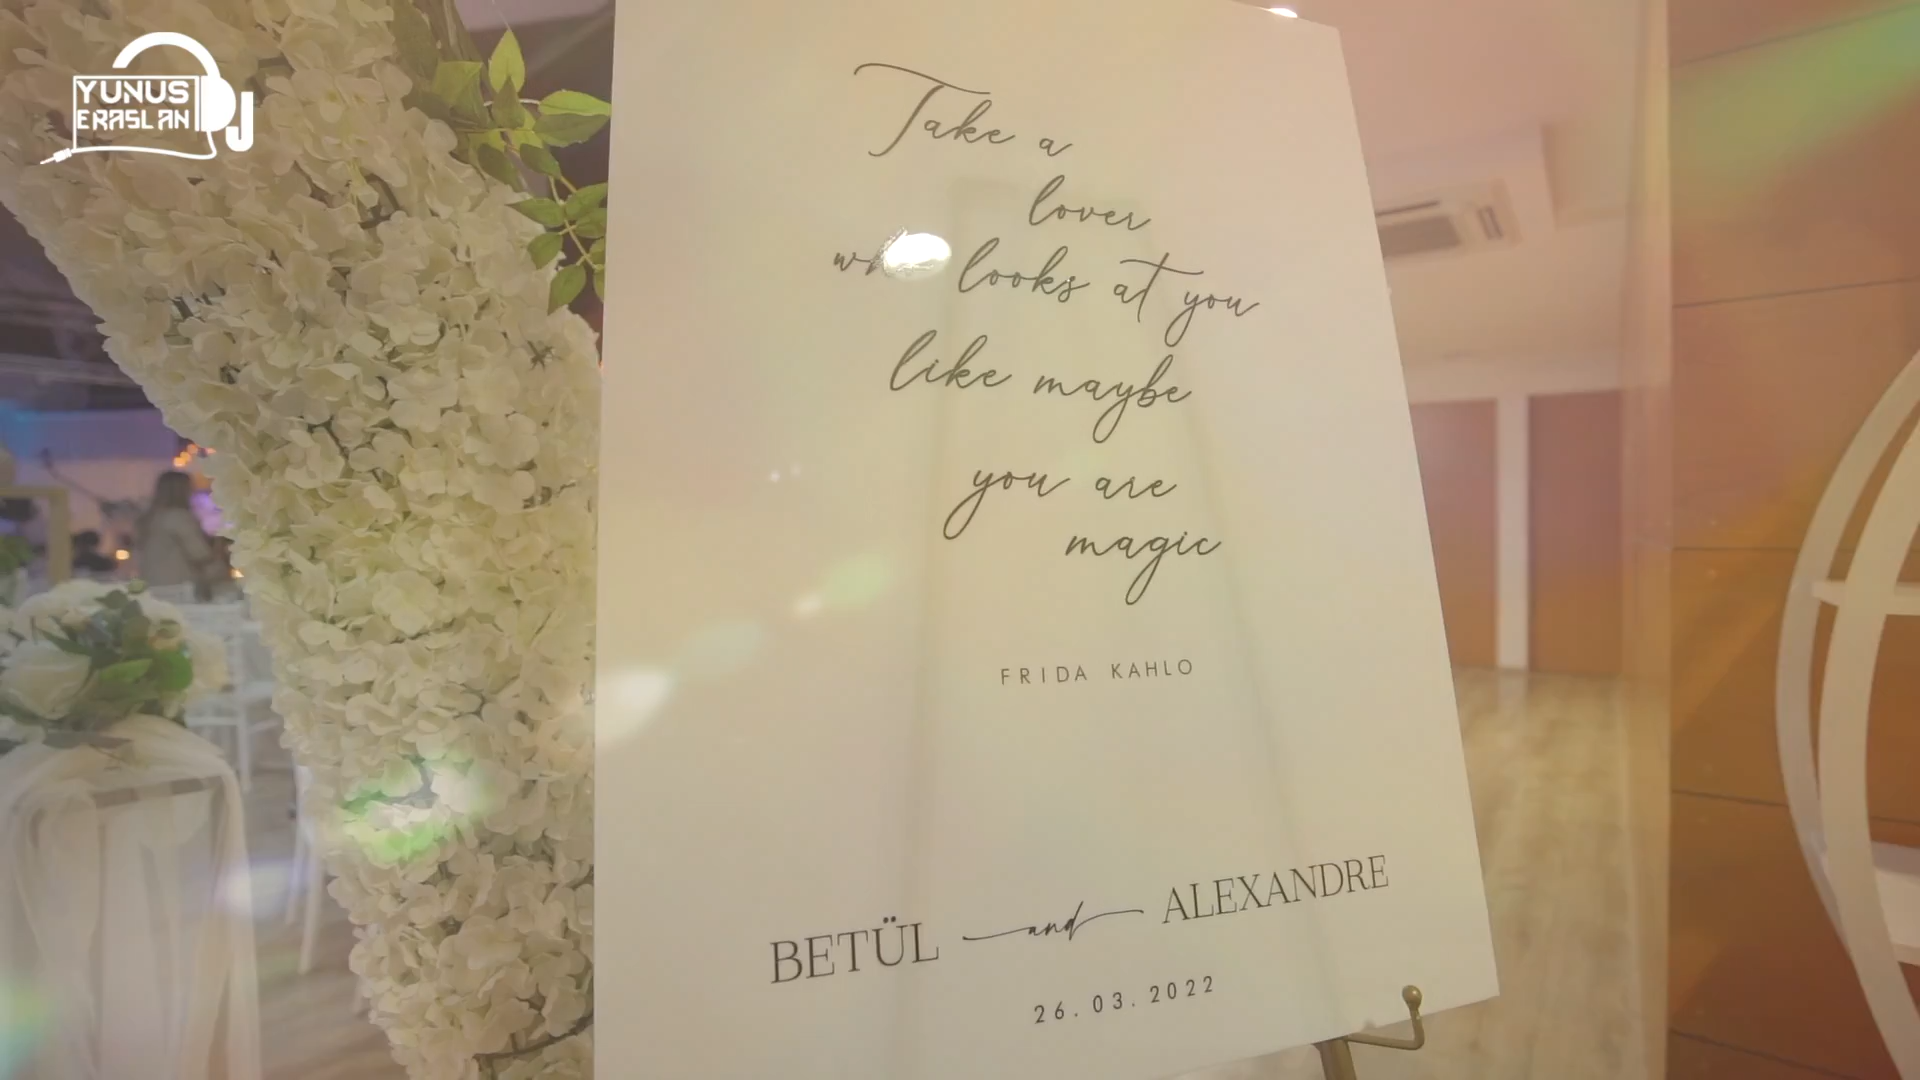 YUNUS
ERASLAN
DJ
Take a
lover
looks at you
like maybe
you are
magic
FRIDA KAHLO
BETÜL and ALEXANDRE
26.03.2022